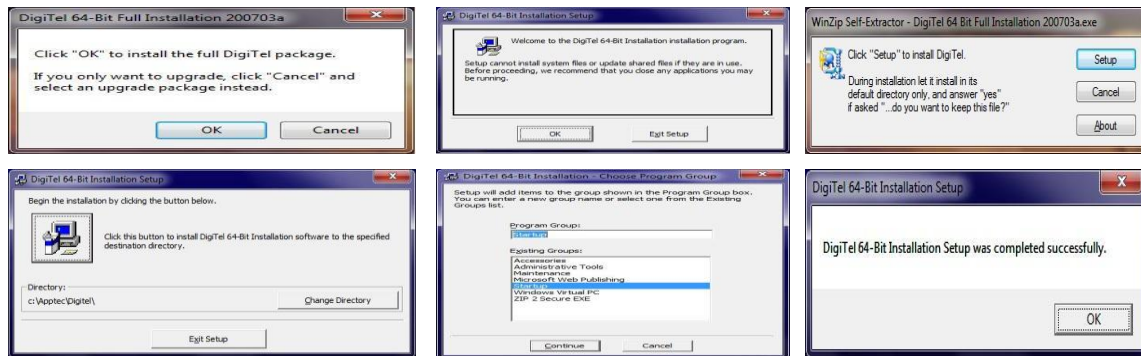 DigiTel 64-Bit Full Installation 200703a
Click "OK" to install the full DigiTel package.
If you only want to upgrade, click "Cancel" and
select an upgrade package instead.
OK
Cancel
DigiTel 64-Bit Installation Setup
Welcome to the DigiTel 64-Bit Installation installation program.
Setup cannot install system files or update shared files if they are in use.
Before proceeding, we recommend that you close any applications you may
be running.
OK
Exit Setup
WinZip Self-Extractor - DigiTel 64 Bit Full Installation 200703a.exe
Click "Setup" to install DigiTel.
During installation let it install in its
default directory only, and answer "yes"
if asked "...do you want to keep this file?"
Setup
Cancel
About
DigiTel 64-Bit Installation Setup
Begin the installation by clicking the button below.
Click this button to install DigiTel 64-Bit Installation software to the specified
destination directory.
Directory:
c:\Apptec\Digitel\
Change Directory
Exit Setup
DigiTel 64-Bit Installation - Choose Program Group
Setup will add items to the group shown in the Program Group box.
You can enter a new group name or select one from the Existing
Groups list.
Program Group:
Startup
Existing Groups:
Accessories
Administrative Tools
Maintenance
Microsoft Web Publishing
Startup
Windows Virtual PC
ZIP 2 Secure EXE
Continue
Cancel
DigiTel 64-Bit Installation Setup
DigiTel 64-Bit Installation Setup was completed successfully.
OK